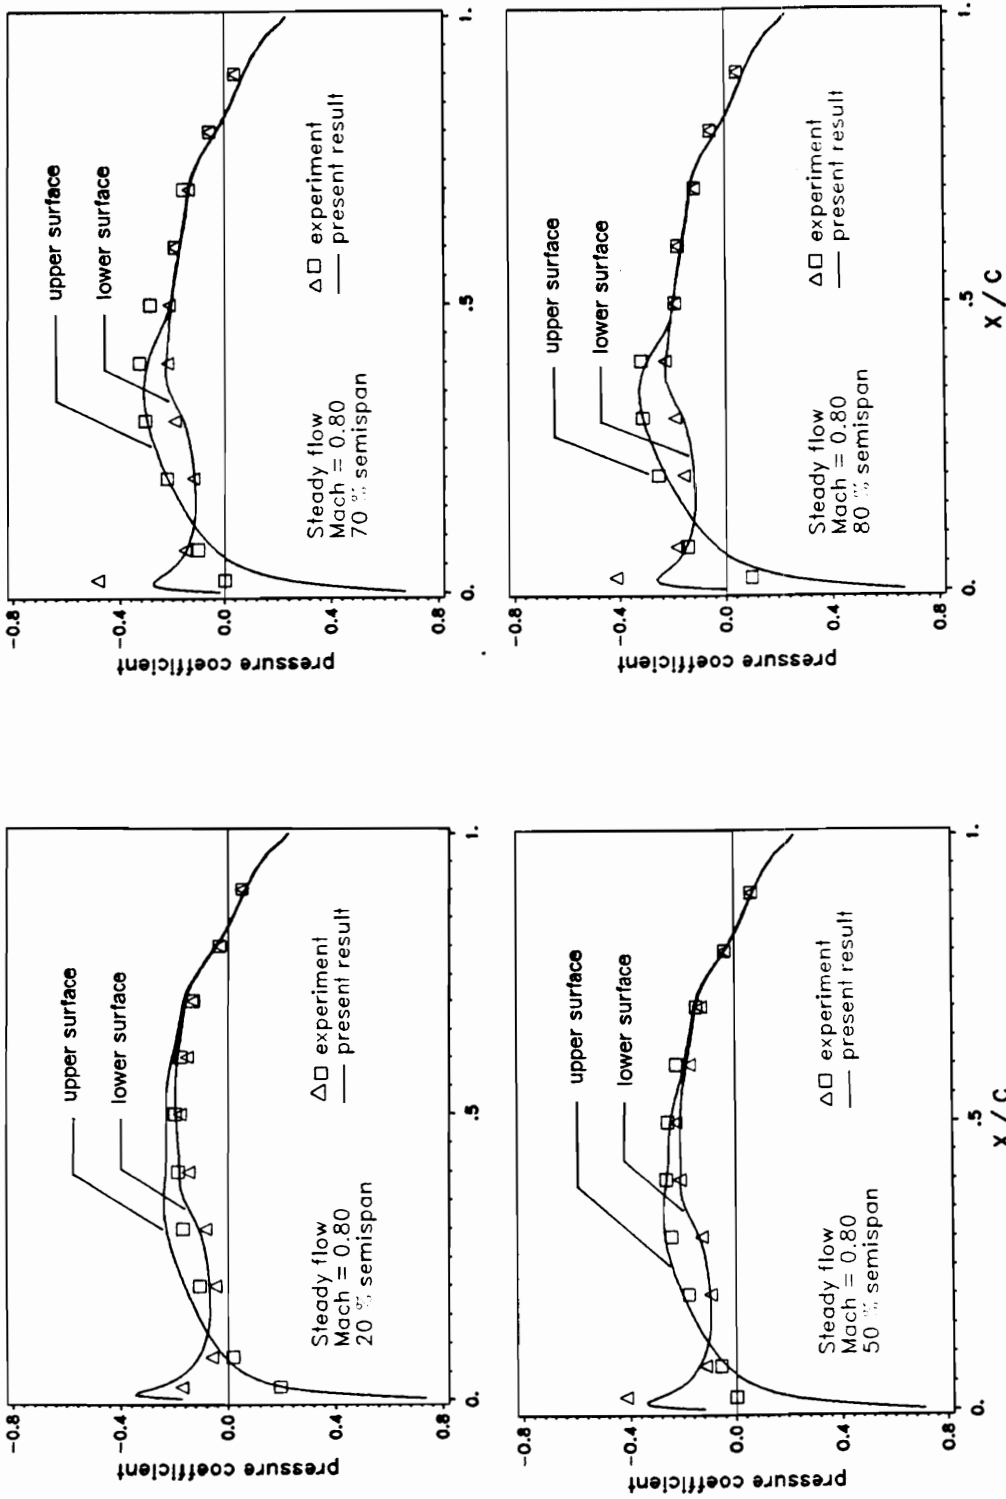 -0.8
-0.4
0.0
0.4
0.8
pressure coefficient
upper surface
lower surface
Steady flow
Mach = 0.80
20 % semispan
△□ experiment
— present result
0.
.5
1.
-0.8
-0.4
0.0
0.4
0.8
pressure coefficient
upper surface
lower surface
Steady flow
Mach = 0.80
70 % semispan
△□ experiment
— present result
0.
.5
1.
-0.8
-0.4
0.0
0.4
0.8
pressure coefficient
upper surface
lower surface
Steady flow
Mach = 0.80
50 % semispan
△□ experiment
— present result
0.
.5
1.
X / C
-0.8
-0.4
0.0
0.4
0.8
pressure coefficient
upper surface
lower surface
Steady flow
Mach = 0.80
80 % semispan
△□ experiment
— present result
0.
.5
1.
X / C